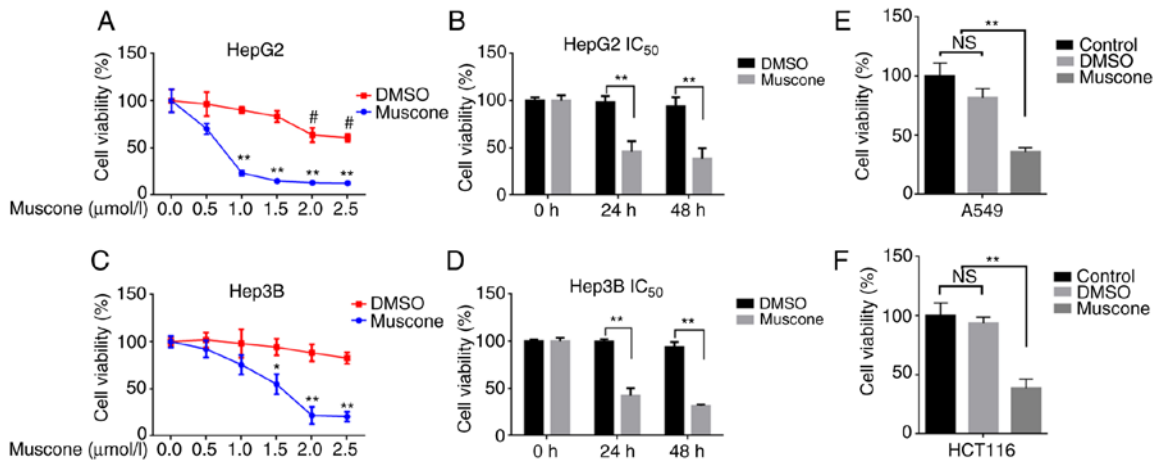 A
HepG2
Cell viability (%)
150
100
50
0
DMSO
Muscone
#
#
**
**
**
**
Muscone (μmol/l) 0.0 0.5 1.0 1.5 2.0 2.5
B
HepG2 IC50
Cell viability (%)
150
100
50
0
DMSO
Muscone
**
**
0 h 24 h 48 h
E
Cell viability (%)
150
100
50
0
NS
**
Control
DMSO
Muscone
A549
C
Hep3B
Cell viability (%)
150
100
50
0
DMSO
Muscone
*
**
**
Muscone (μmol/l) 0.0 0.5 1.0 1.5 2.0 2.5
D
Hep3B IC50
Cell viability (%)
150
100
50
0
DMSO
Muscone
**
**
0 h 24 h 48 h
F
Cell viability (%)
150
100
50
0
NS
**
Control
DMSO
Muscone
HCT116